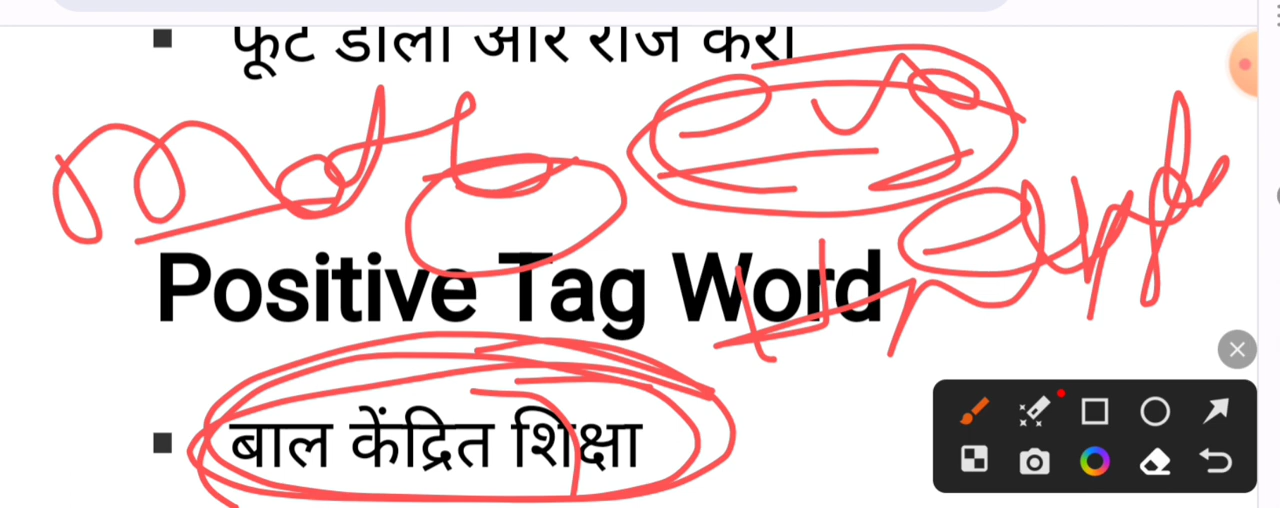 फूट डालो और राज करो
Positive Tag Word
बाल केंद्रित शिक्षा